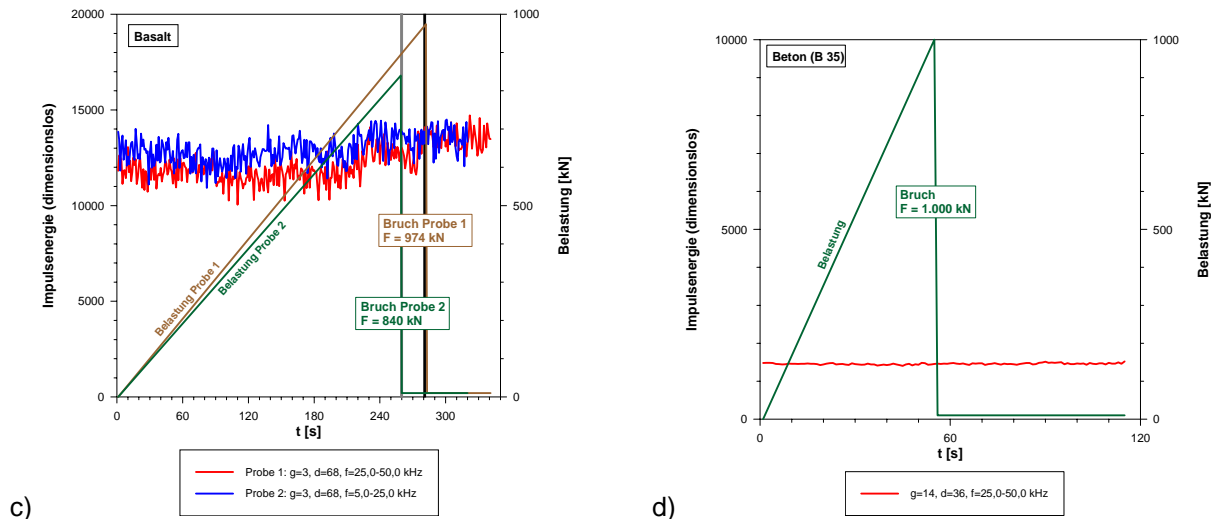 20000
1000
Basalt
15000
10000
500
5000
0
0
Impulsenergie (dimensionlos)
Belastung [kN]
Belastung Probe 1
Belastung Probe 2
Bruch Probe 1
F = 974 kN
Bruch Probe 2
F = 840 kN
0 60 120 180 240 300
t [s]
Probe 1: g=3, d=68, f=25,0-50,0 kHz
Probe 2: g=3, d=68, f=5,0-25,0 kHz
c)
10000
1000
Beton (B 35)
5000
500
0
0
Impulsenergie (dimensionlos)
Belastung [kN]
Belastung
Bruch
F = 1.000 kN
0 60 120
t [s]
g=14, d=36, f=25,0-50,0 kHz
d)